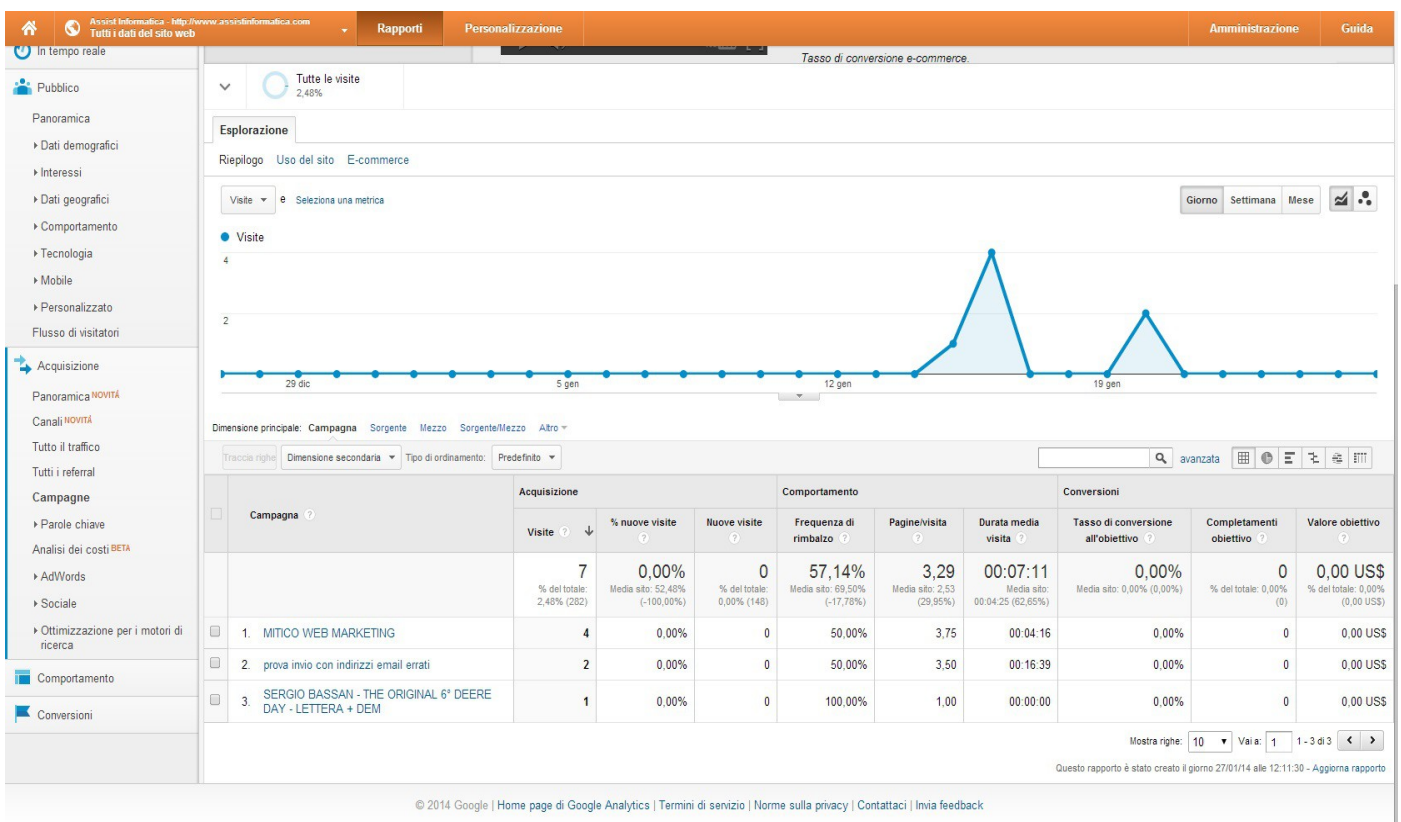 Assist Informatica - http://www.assistinformatica.com
Tutti i dati del sito web
Rapporti
Personalizzazione
Amministrazione
Guida
In tempo reale
Pubblico
Panoramica
Dati demografici
Interessi
Dati geografici
Comportamento
Tecnologia
Mobile
Personalizzato
Flusso di visitatori
Acquisizione
Panoramica NOVITÁ
Canali NOVITÁ
Tutto il traffico
Tutti i referral
Campagne
Parole chiave
Analisi dei costi BETA
AdWords
Sociale
Ottimizzazione per i motori di
ricerca
Comportamento
Conversioni
Tasso di conversione e-commerce.
Tutte le visite
2,48%
Esplorazione
Riepilogo Uso del sito E-commerce
Visite e Seleziona una metrica
Giorno Settimana Mese
Visite
4
2
29 dic 5 gen 12 gen 19 gen
Dimensione principale: Campagna Sorgente Mezzo Sorgente/Mezzo Altro
Traccia righe Dimensione secondaria Tipo di ordinamento: Predefinito avanzata
Campagna ?
Acquisizione Comportamento Conversioni
Visite ? % nuove visite ? Nuove visite ? Frequenza di rimbalzo ? Pagine/visita ? Durata media visita ? Tasso di conversione all'obiettivo ? Completamenti obiettivo ? Valore obiettivo ?
7 0,00% 0 57,14% 3,29 00:07:11 0,00% 0 0,00 US$
% del totale: 2,48% (282) Media sito: 52,48% (-100,00%) % del totale: 0,00% (148) Media sito: 69,50% (-17,78%) Media sito: 2,53 (29,95%) Media sito: 00:04:25 (62,65%) Media sito: 0,00% (0,00%) % del totale: 0,00% (0) % del totale: 0,00% (0,00 US$)
1. MITICO WEB MARKETING 4 0,00% 0 50,00% 3,75 00:04:16 0,00% 0 0,00 US$
2. prova invio con indirizzi email errati 2 0,00% 0 50,00% 3,50 00:16:39 0,00% 0 0,00 US$
3. SERGIO BASSAN - THE ORIGINAL 6° DEERE
DAY - LETTERA + DEM 1 0,00% 0 100,00% 1,00 00:00:00 0,00% 0 0,00 US$
Mostra righe: 10 Vai a: 1 1 - 3 di 3
Questo rapporto è stato creato il giorno 27/01/14 alle 12:11:30 - Aggiorna rapporto
© 2014 Google | Home page di Google Analytics | Termini di servizio | Norme sulla privacy | Contattaci | Invia feedback